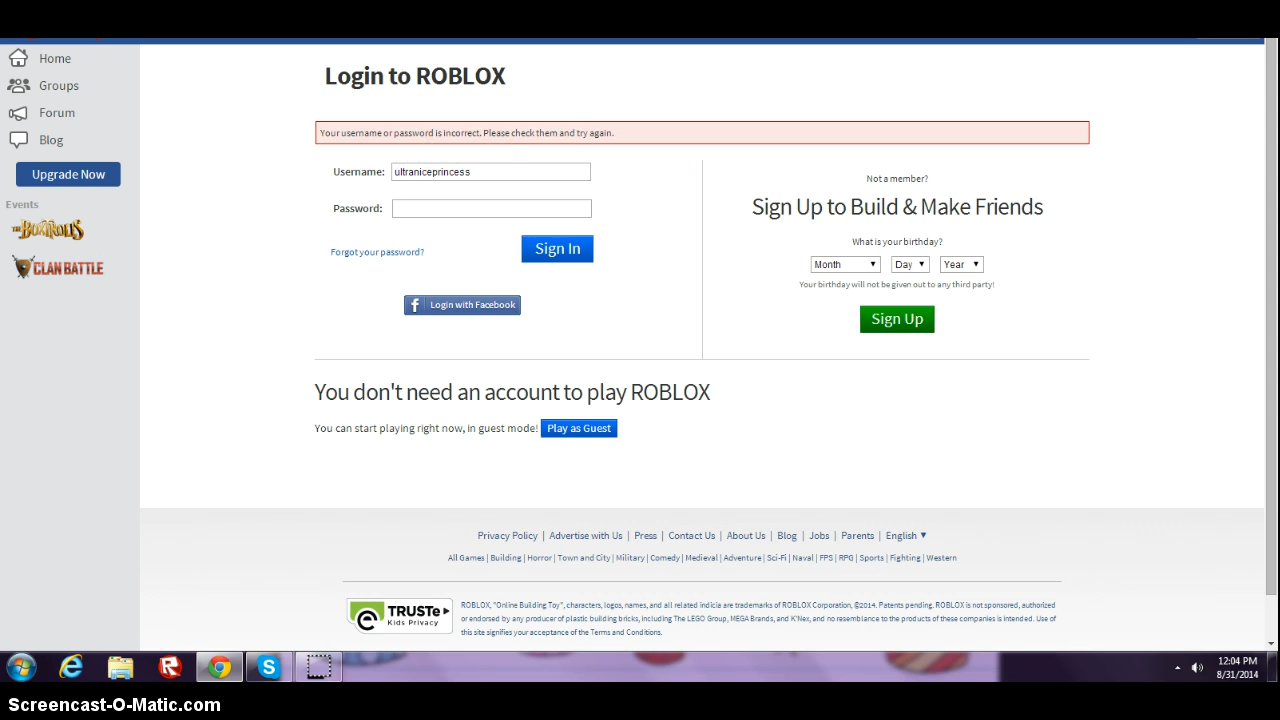 Home
Groups
Forum
Blog
Upgrade Now
Events
THE BOXTROLLS
CLAN BATTLE
Login to ROBLOX
Your username or password is incorrect. Please check them and try again.
Username: ultraniceprincess
Password:
Forgot your password? Sign In
f Login with Facebook
Not a member?
Sign Up to Build & Make Friends
What is your birthday?
Month ▼ Day ▼ Year ▼
Your birthday will not be given out to any third party!
Sign Up
You don't need an account to play ROBLOX
You can start playing right now, in guest mode! Play as Guest
Privacy Policy | Advertise with Us | Press | Contact Us | About Us | Blog | Jobs | Parents | English ▼
All Games | Building | Horror | Town and City | Military | Comedy | Medieval | Adventure | Sci-Fi | Naval | FPS | RPG | Sports | Fighting | Western
TRUSTe
Kids Privacy
ROBLOX, "Online Building Toy", characters, logos, names, and all related indicia are trademarks of ROBLOX Corporation, ©2014. Patents pending. ROBLOX is not sponsored, authorized
or endorsed by any producer of plastic building bricks, including The LEGO Group, MEGA Brands, and K'Nex, and no resemblance to the products of these companies is intended. Use
of this site signifies your acceptance of the Terms and Conditions.
12:04 PM
8/31/2014
Screencast-O-Matic.com